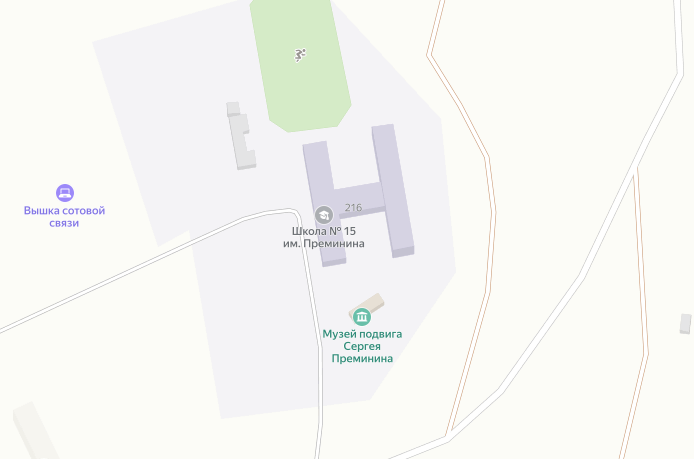 216
Вышка сотовой
связи
Школа № 15
им. Преминина
Музей подвига
Сергея
Преминина